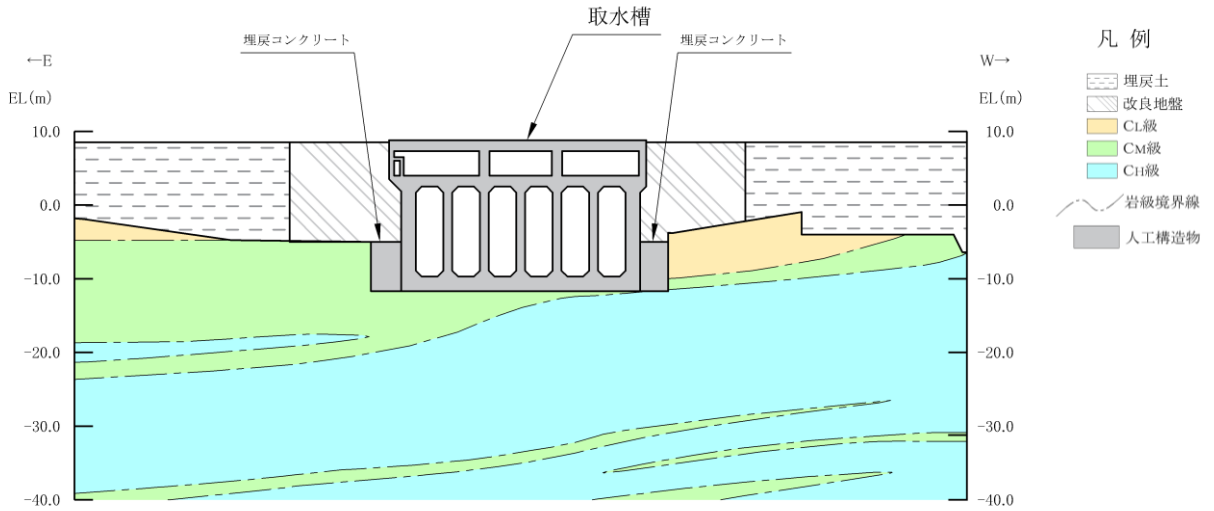 取水槽
埋戻コンクリート
埋戻コンクリート
←E
W→
EL(m)
EL(m)
10.0
0.0
-10.0
-20.0
-30.0
-40.0
10.0
0.0
-10.0
-20.0
-30.0
-40.0
凡 例
埋戻土
改良地盤
CL級
CM級
CH級
岩級境界線
人工構造物